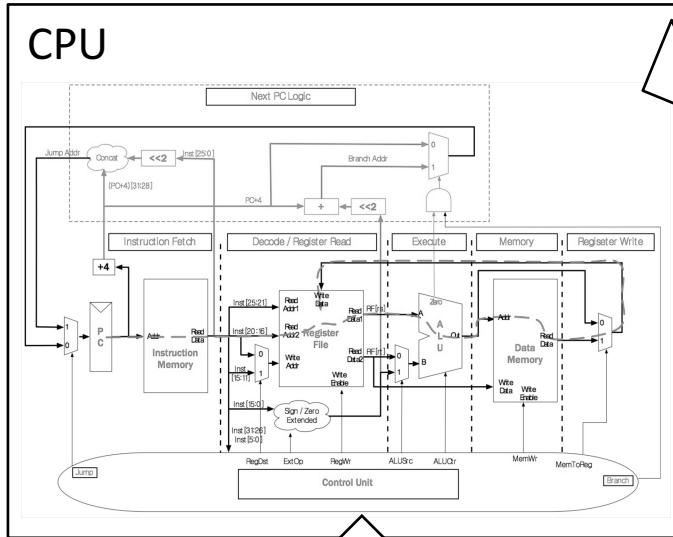 CPU
Next PC Logic
Jump Addr
Concat
<<2
Inst [25:0]
0
1
Branch Addr
(PC+4) [31:28]
PC+4
+
<<2
Instruction Fetch
Decode / Register Read
Execute
Memory
Regiseter Write
+4
1
0
PC
Addr
Read Data
Instruction Memory
Inst [25:21]
Inst [20:16]
Inst [15:11]
Inst [15:0]
Inst [31:26]
Inst [5:0]
0
1
Read Addr1
Read Addr2
Write Addr
Write Data
Register File
Read Data1
Read Data2
Write Enable
RF[rs]
RF[rt]
Sign / Zero Extended
0
1
A
B
Zero
ALU
Out
Addr
Read Data
Data Memory
Write Data
Write Enable
0
1
Jump
RegDst
ExtOp
RegWr
ALUSrc
ALUCtr
MemWr
MemToReg
Branch
Control Unit